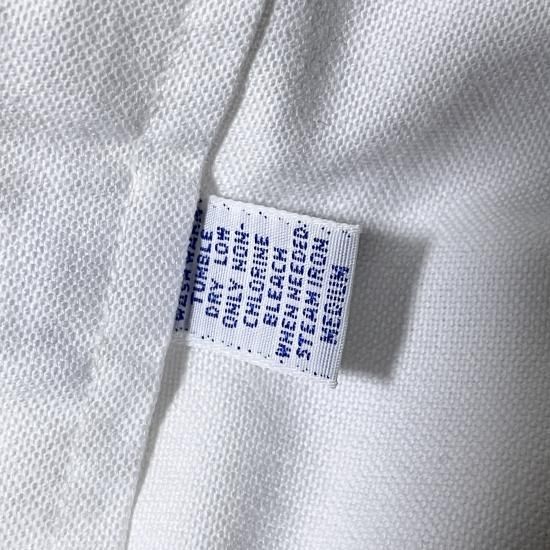 WASH WARM
TUMBLE
DRY LOW
ONLY NON-
CHLORINE
BLEACH
WHEN NEEDED
STEAM IRON
MEDIUM